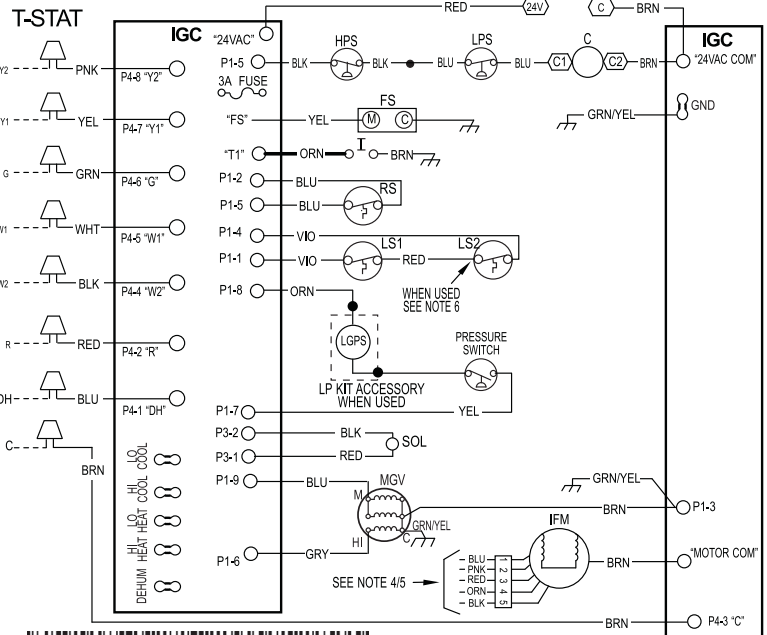 T-STAT
IGC
"24VAC"
RED
24V
C
BRN
IGC
"24VAC COM"
Y2
PNK
P4-8 "Y2"
P1-5
BLK
HPS
BLK
BLU
LPS
BLU
C1
C
C2
BRN
3A FUSE
GND
Y1
YEL
P4-7 "Y1"
"FS"
YEL
FS
M
C
GRN/YEL
"T1"
ORN
I
BRN
G
GRN
P4-6 "G"
P1-2
BLU
RS
P1-5
BLU
W1
WHT
P4-5 "W1"
P1-4
VIO
P1-1
VIO
LS1
RED
LS2
W2
BLK
P4-4 "W2"
P1-8
ORN
WHEN USED
SEE NOTE 6
R
RED
P4-2 "R"
LGPS
PRESSURE
SWITCH
LP KIT ACCESSORY
WHEN USED
DH
BLU
P4-1 "DH"
P1-7
YEL
C
BRN
P3-2
BLK
SOL
P3-1
RED
LO
COOL
HI
COOL
LO
HEAT
HI
HEAT
DEHUM
P1-9
BLU
MGV
M
HI
C
GRN/YEL
P1-6
GRY
GRN/YEL
BRN
P1-3
IFM
BRN
"MOTOR COM"
SEE NOTE 4/5
BLU 1
PNK 2
RED 3
ORN 4
BLK 5
BRN
P4-3 "C"